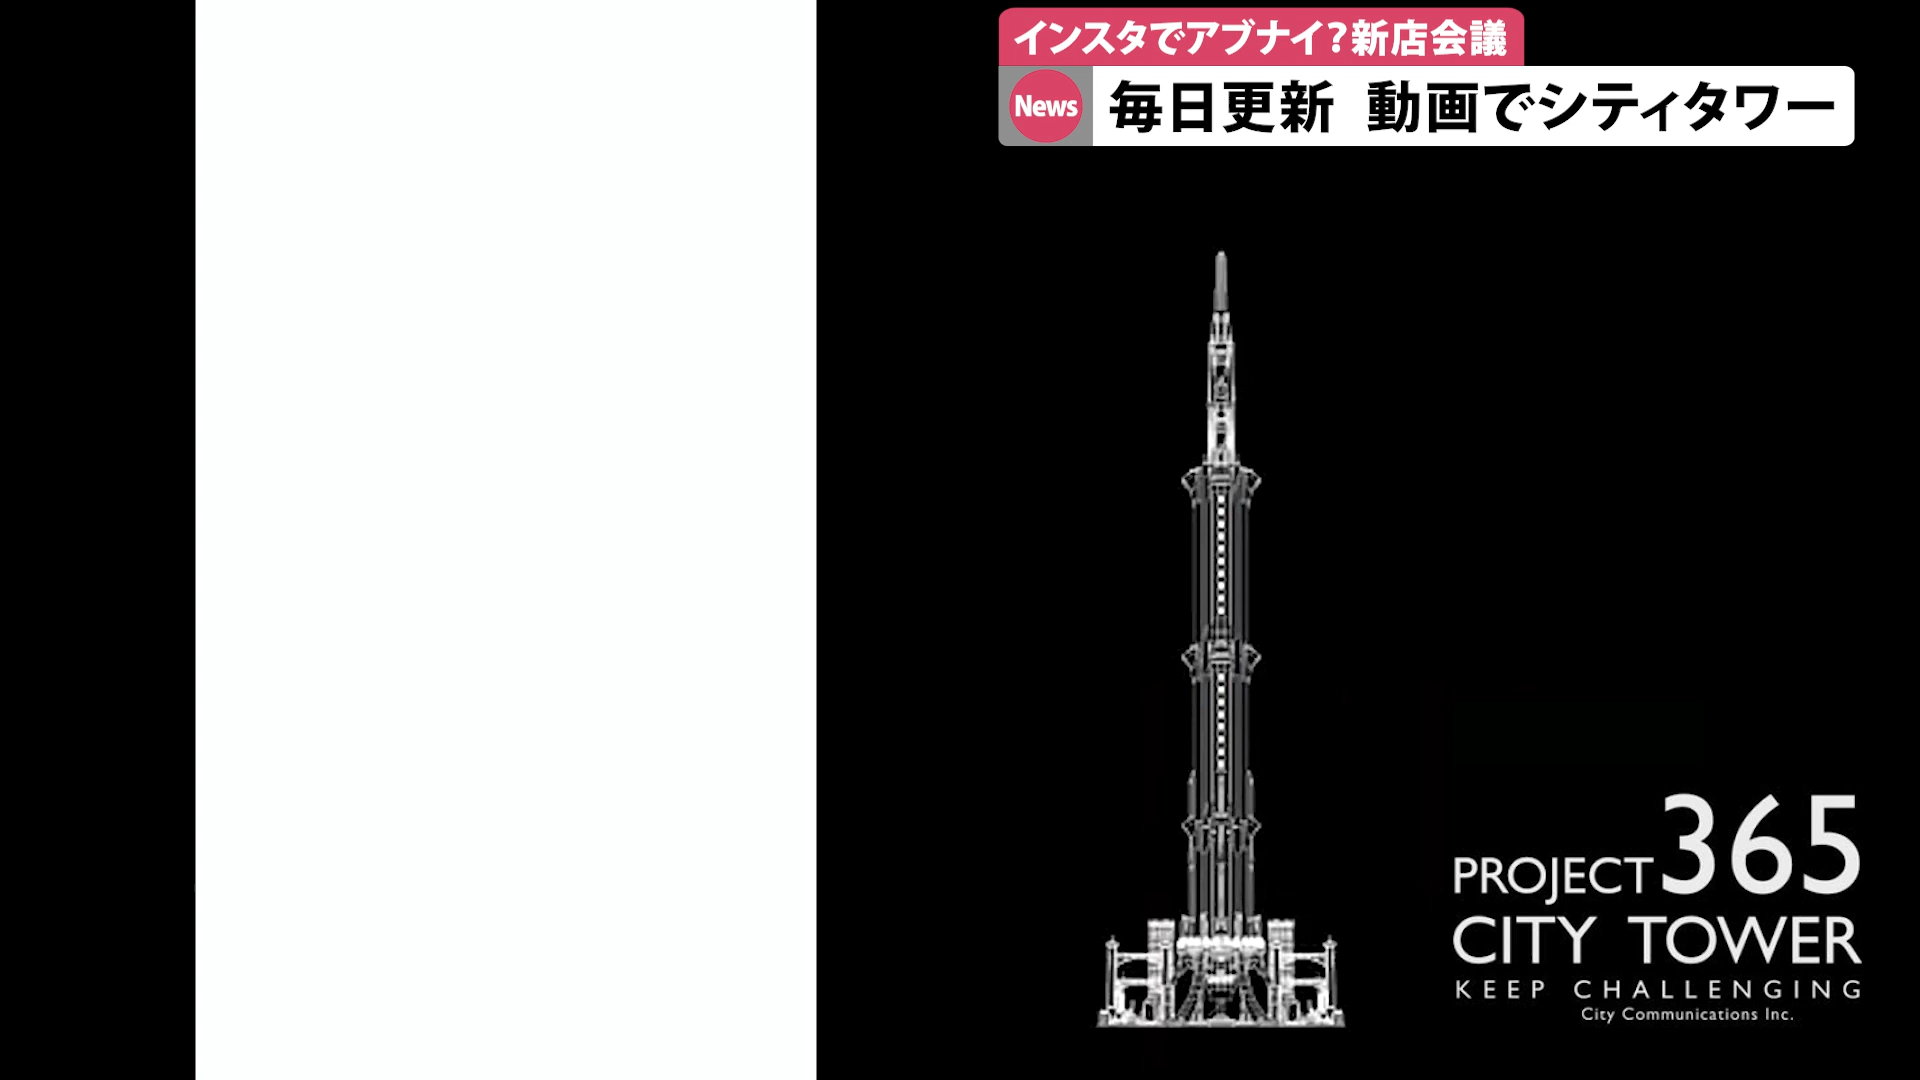 インスタでアブナイ?新店会議
News
毎日更新 動画でシティタワー
PROJECT 365
CITY TOWER
KEEP CHALLENGING
City Communications Inc.